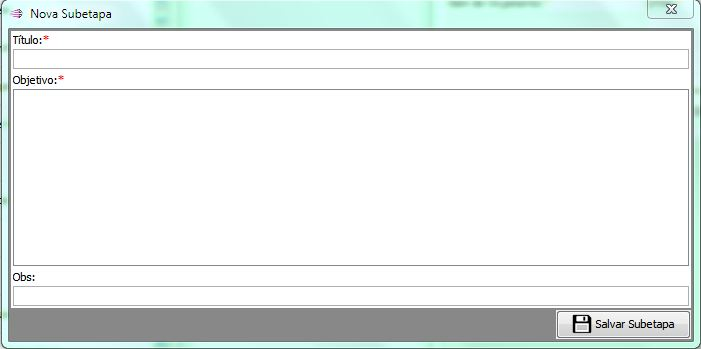 Nova Subetapa
Título:*
Objetivo:*
Obs:
Salvar Subetapa